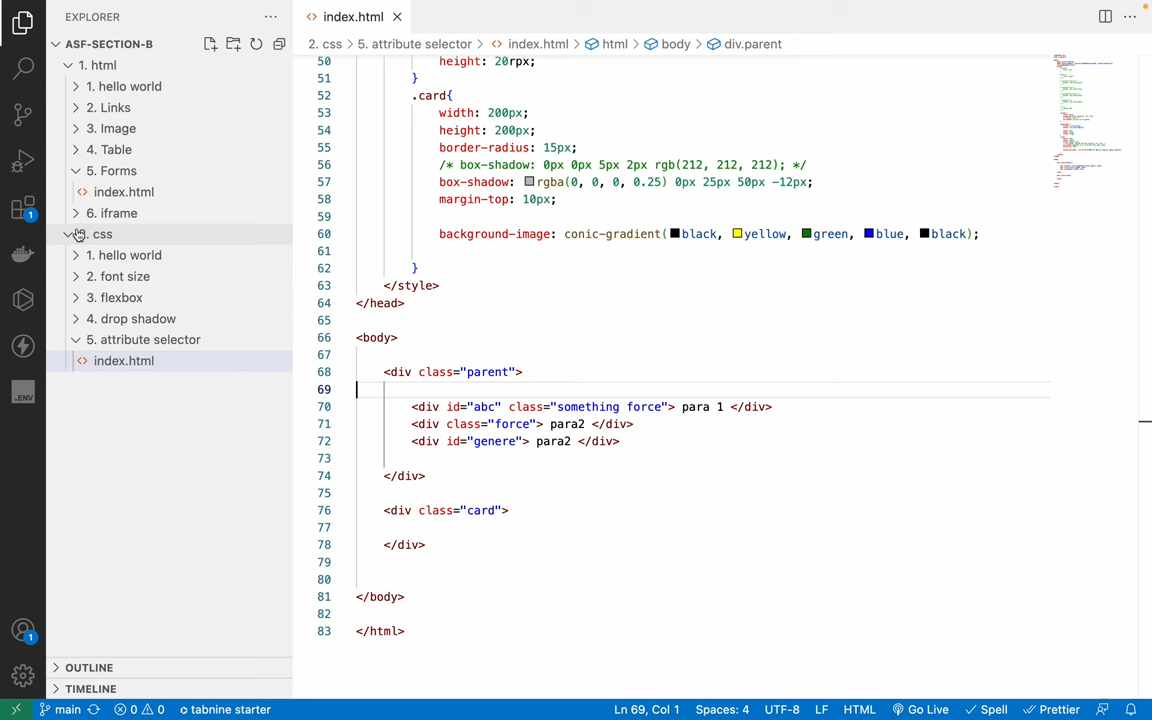 EXPLORER
index.html
ASF-SECTION-B
2. css > 5. attribute selector > index.html > html > body > div.parent
1. html
1. hello world
2. Links
3. Image
4. Table
5. Forms
index.html
6. iframe
. css
1. hello world
2. font size
3. flexbox
4. drop shadow
5. attribute selector
index.html
50 height: 20rpx;
51 }
52 .card{
53 width: 200px;
54 height: 200px;
55 border-radius: 15px;
56 /* box-shadow: 0px 0px 5px 2px rgb(212, 212, 212); */
57 box-shadow: rgba(0, 0, 0, 0.25) 0px 25px 50px -12px;
58 margin-top: 10px;
59
60 background-image: conic-gradient(black, yellow, green, blue, black);
61
62 }
63 </style>
64 </head>
65
66 <body>
67
68 <div class="parent">
69
70 <div id="abc" class="something force"> para 1 </div>
71 <div class="force"> para2 </div>
72 <div id="genere"> para2 </div>
73
74 </div>
75
76 <div class="card">
77
78 </div>
79
80
81 </body>
82
83 </html>
1
.ENV
1
OUTLINE
TIMELINE
main 0 0 tabnine starter Ln 69, Col 1 Spaces: 4 UTF-8 LF HTML Go Live Spell Prettier